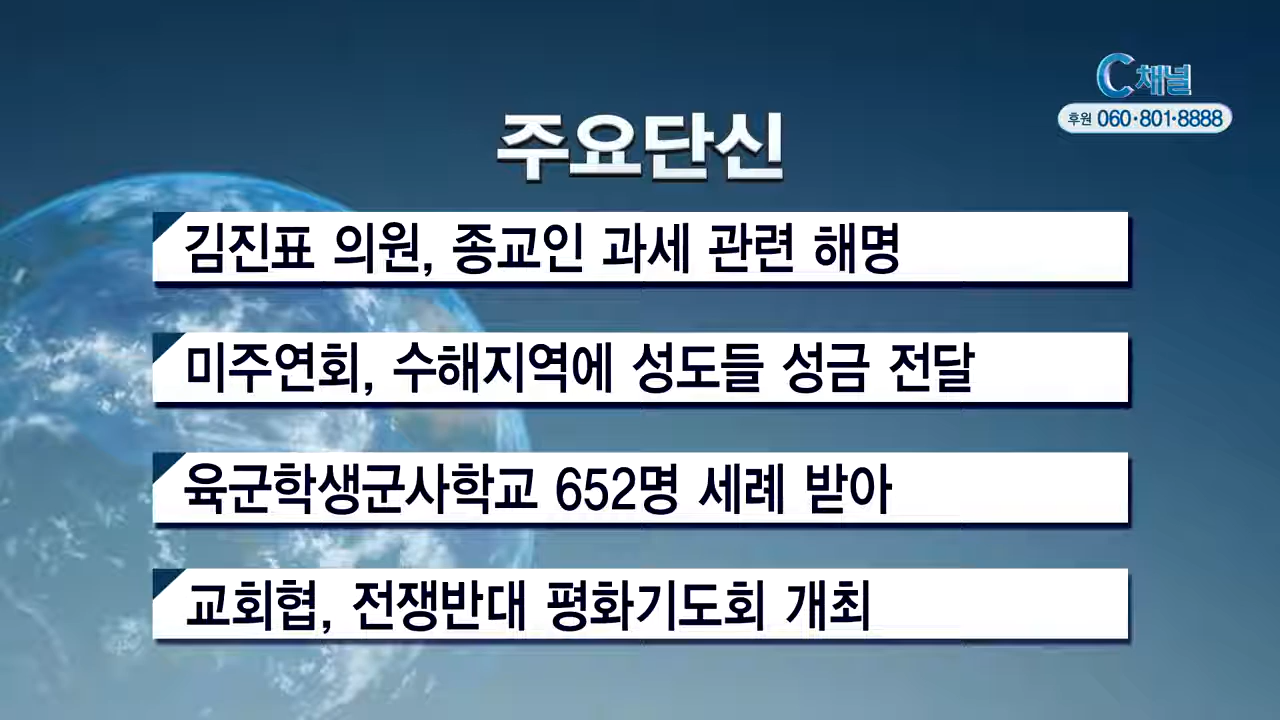 C채널
후원 060·801·8888
주요단신
김진표 의원, 종교인 과세 관련 해명
미주연회, 수해지역에 성도들 성금 전달
육군학생군사학교 652명 세례 받아
교회협, 전쟁반대 평화기도회 개최